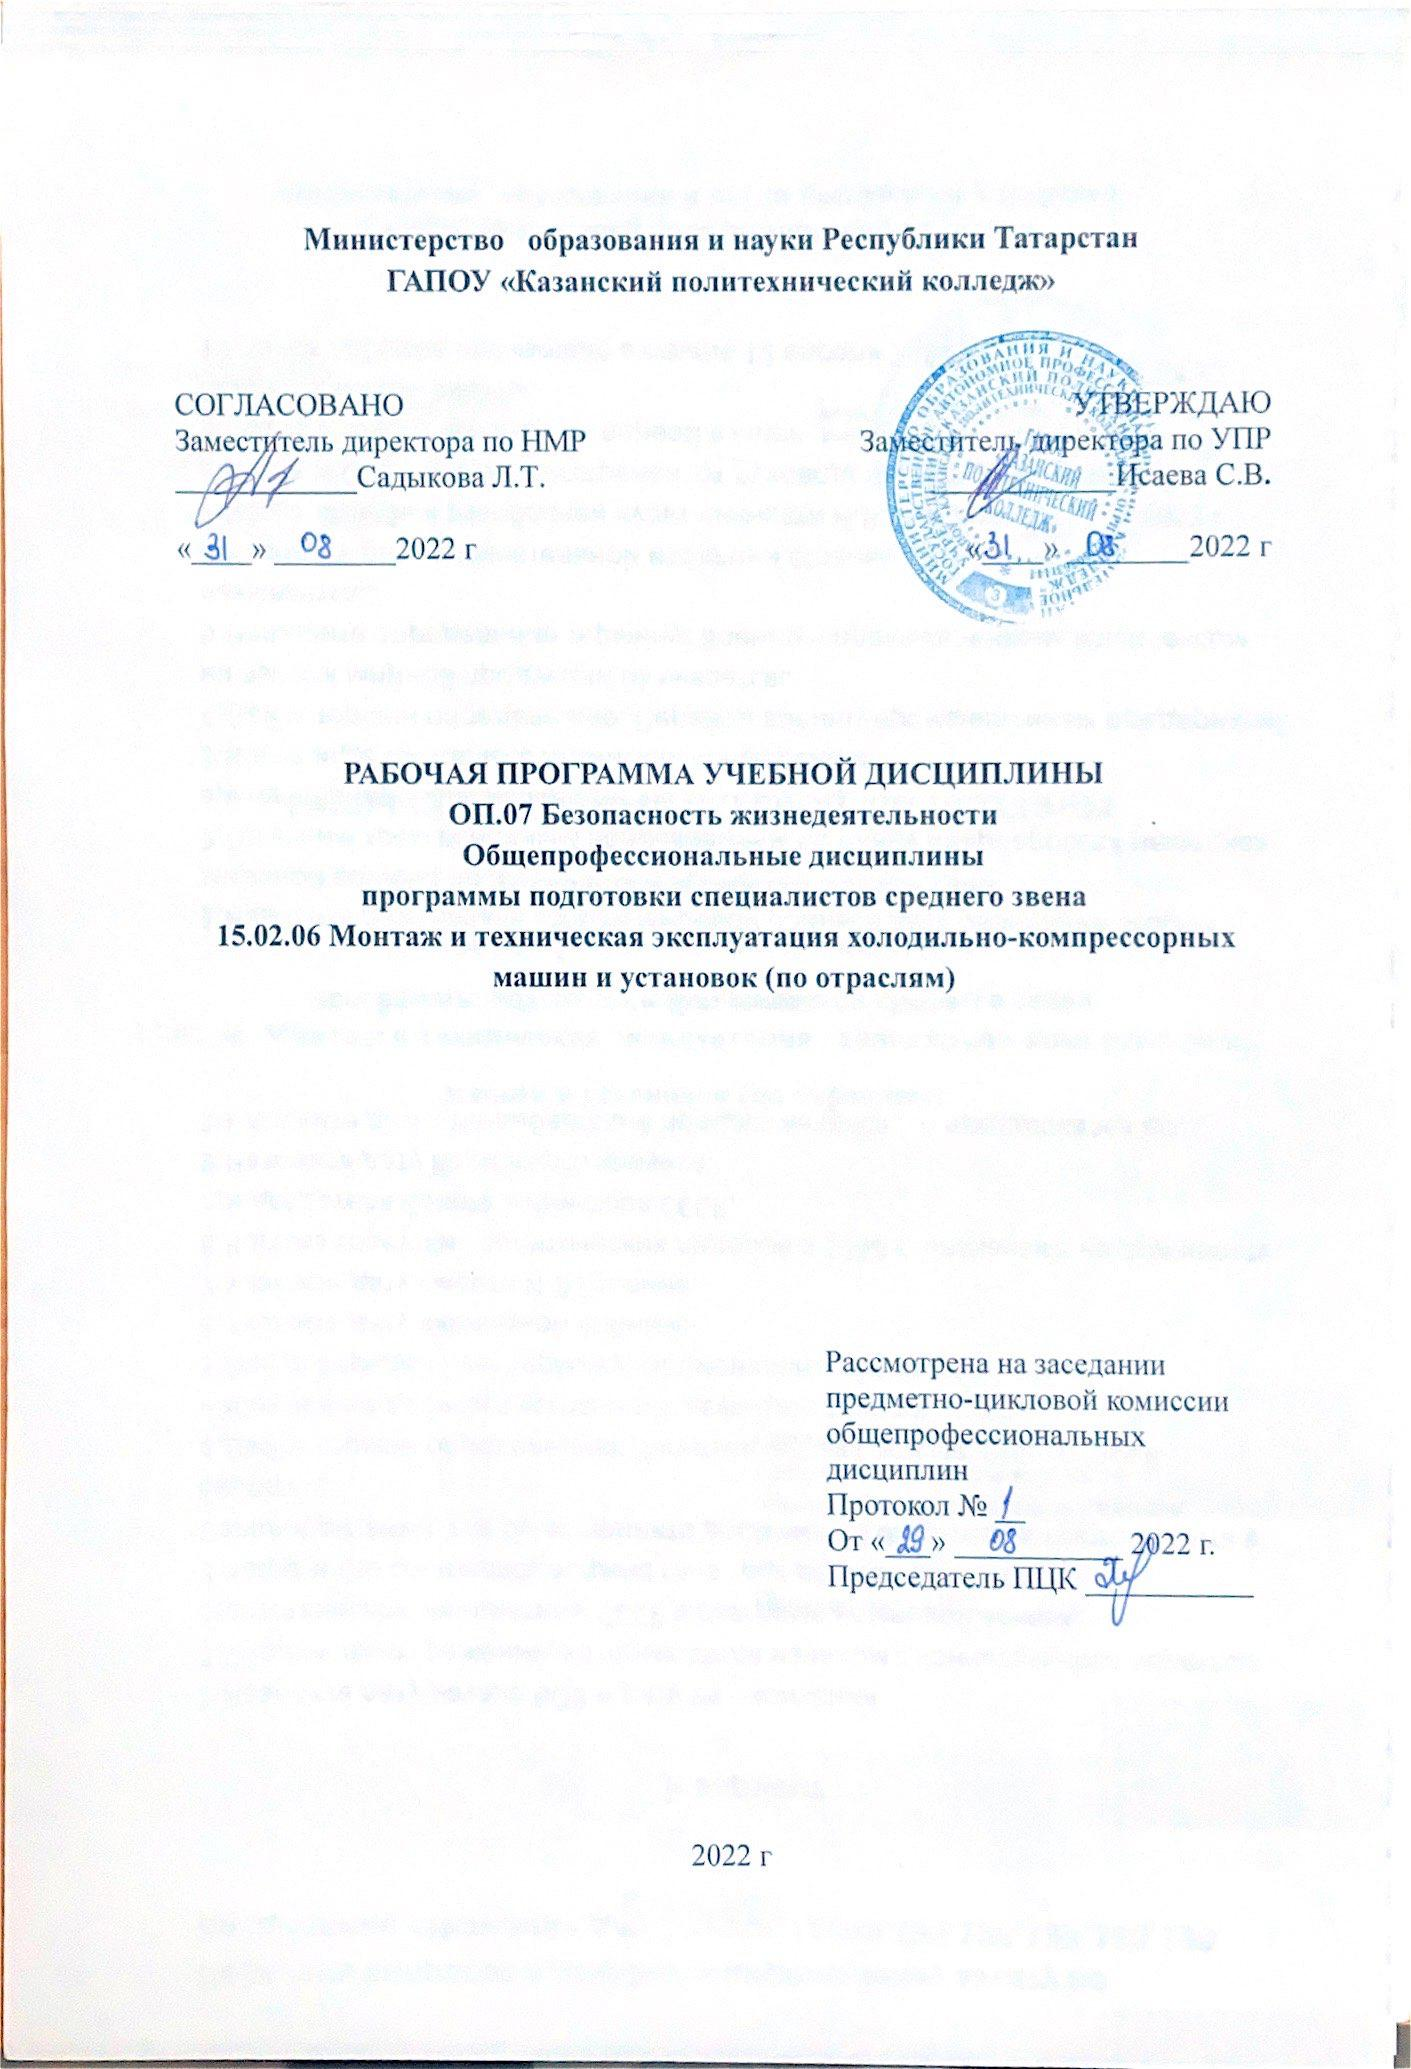 Министерство образования и науки Республики Татарстан
ГАПОУ «Казанский политехнический колледж»
СОГЛАСОВАНО
Заместитель директора по НМР
Садыкова Л.Т.
«31» 08 2022 г
УТВЕРЖДАЮ
Заместитель директора по УПР
Исаева С.В.
«31» 08 2022 г
КАЗАНСКИЙ
ПОЛИТЕХНИЧЕСКИЙ
КОЛЛЕДЖ»
РАБОЧАЯ ПРОГРАММА УЧЕБНОЙ ДИСЦИПЛИНЫ
ОП.07 Безопасность жизнедеятельности
Общепрофессиональные дисциплины
программы подготовки специалистов среднего звена
15.02.06 Монтаж и техническая эксплуатация холодильно-компрессорных
машин и установок (по отраслям)
Рассмотрена на заседании
предметно-цикловой комиссии
общепрофессиональных
дисциплин
Протокол № 1
От «29» 08 2022 г.
Председатель ПЦК
2022 г